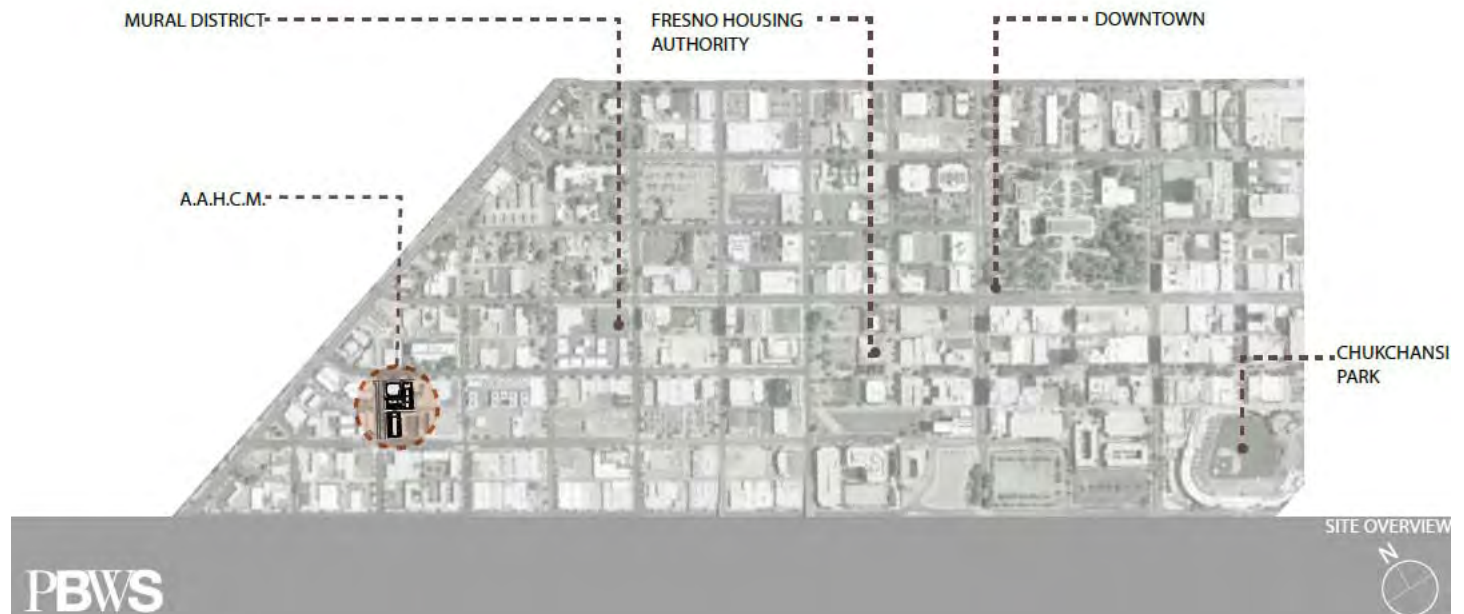 MURAL DISTRICT
FRESNO HOUSING
AUTHORITY
DOWNTOWN
A.A.H.C.M.
CHUKCHANSI
PARK
SITE OVERVIEW
N
PBWS